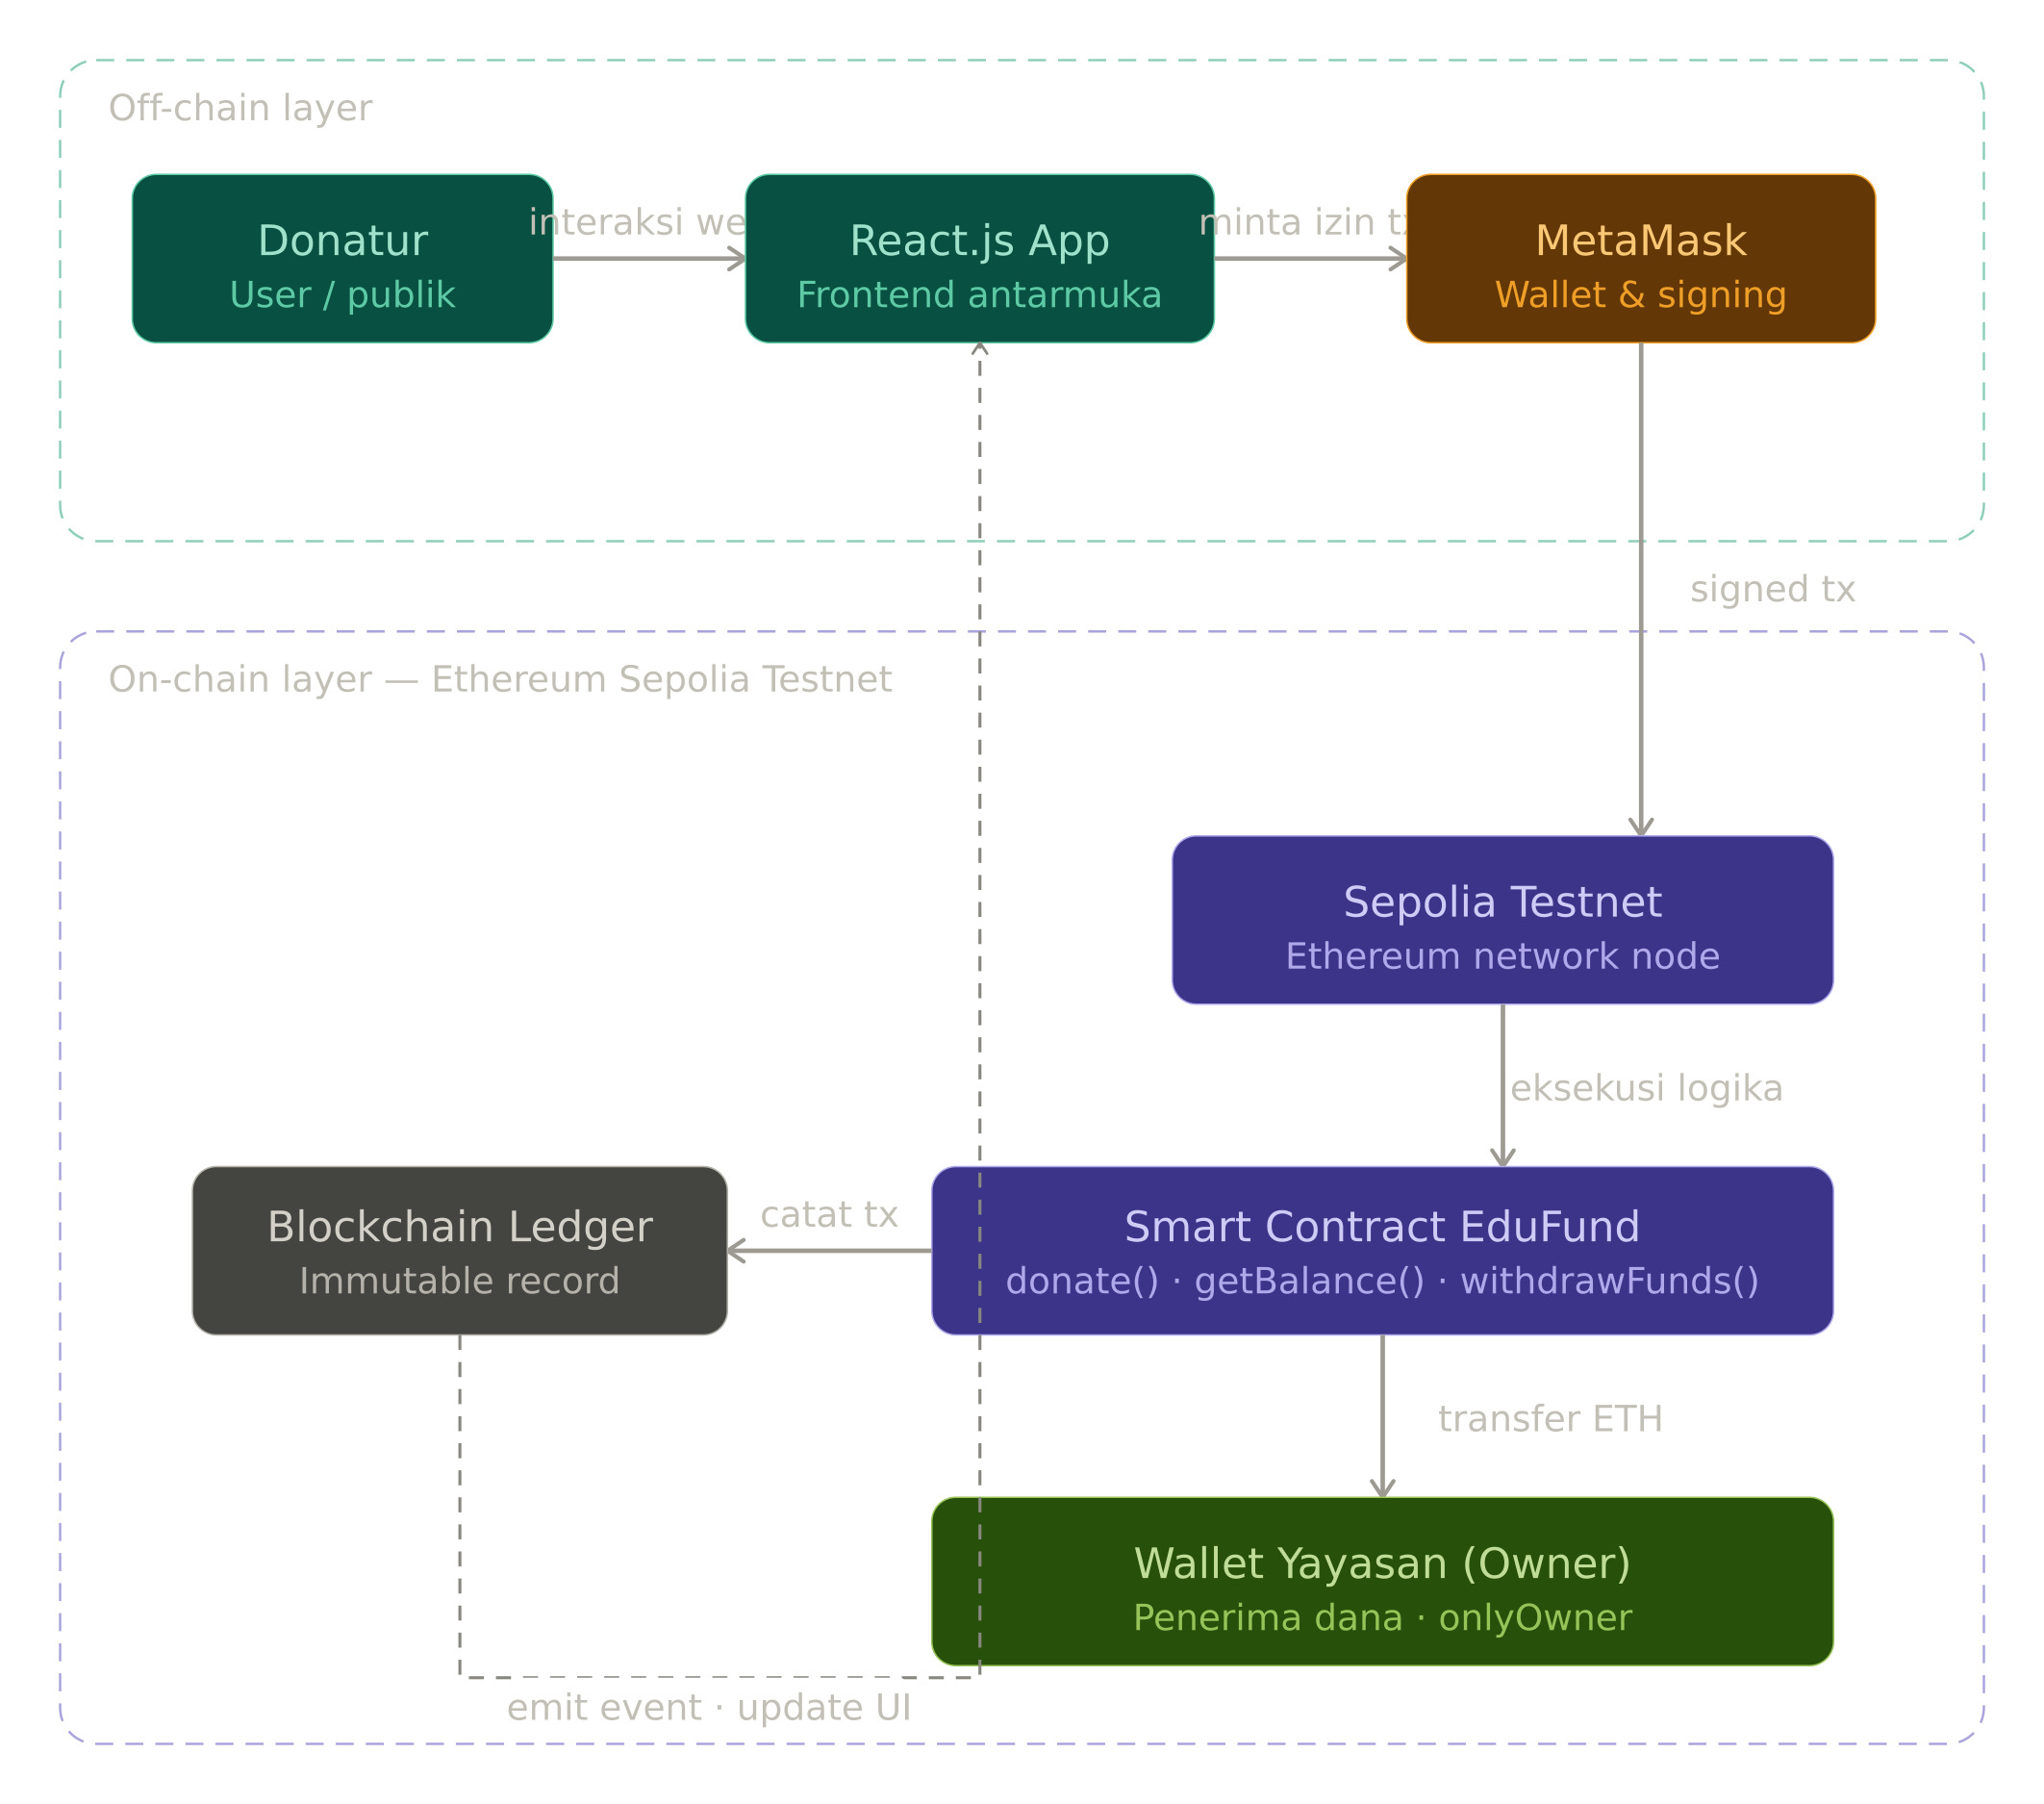 Off-chain layer
Donatur
User / publik
interaksi we
React.js App
Frontend antarmuka
minta izin tx
MetaMask
Wallet & signing
signed tx
On-chain layer — Ethereum Sepolia Testnet
Sepolia Testnet
Ethereum network node
eksekusi logika
Blockchain Ledger
Immutable record
catat tx
Smart Contract EduFund
donate() · getBalance() · withdrawFunds()
transfer ETH
Wallet Yayasan (Owner)
Penerima dana · onlyOwner
emit event · update UI